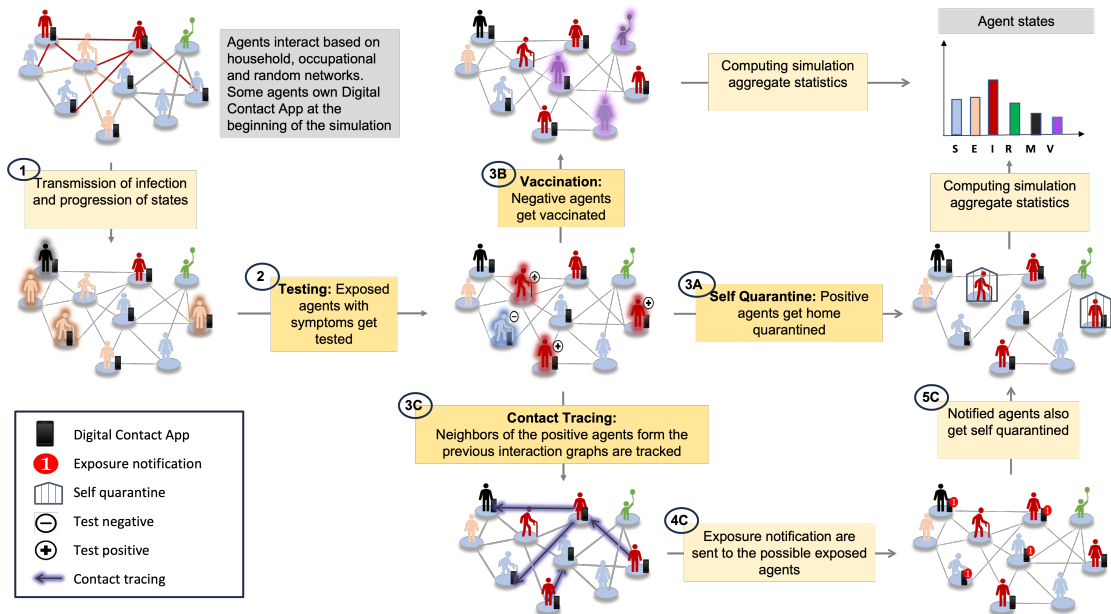 Agents interact based on
household, occupational
and random networks.
Some agents own Digital
Contact App at the
beginning of the simulation
Computing simulation
aggregate statistics
Agent states
S E I R M V
1
Transmission of infection
and progression of states
3B
Vaccination:
Negative agents
get vaccinated
Computing simulation
aggregate statistics
2
Testing: Exposed
agents with
symptoms get
tested
+
+
−
+
3A
Self Quarantine: Positive
agents get home
quarantined
3C
Contact Tracing:
Neighbors of the positive agents form the
previous interaction graphs are tracked
5C
Notified agents also
get self quarantined
Digital Contact App
1
Exposure notification
Self quarantine
−
Test negative
+
Test positive
Contact tracing
4C
Exposure notification are
sent to the possible exposed
agents
1
1
1
1